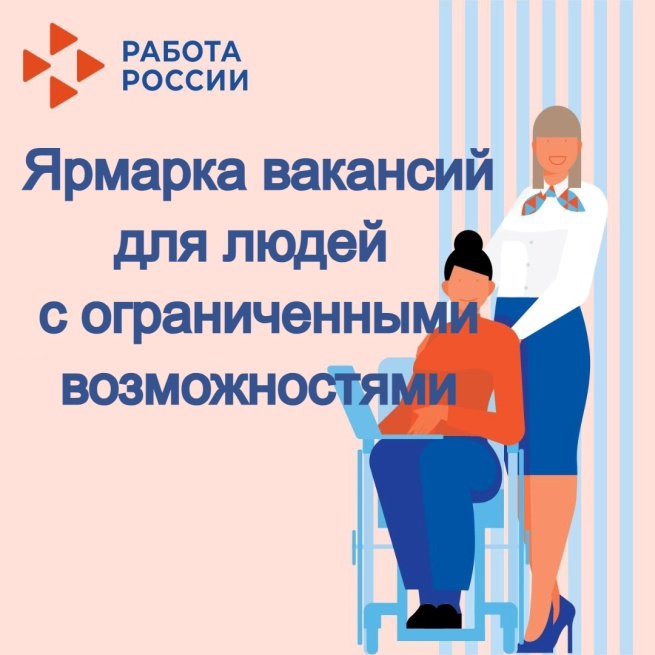 РАБОТА
РОССИИ
Ярмарка вакансий
для людей
с ограниченными
возможностями